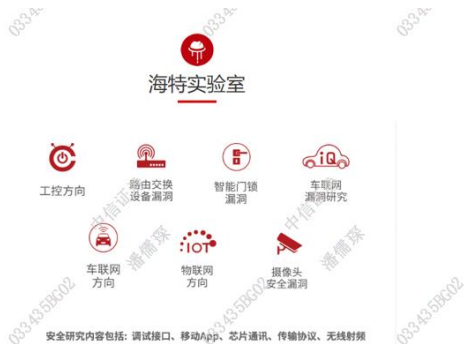 海特实验室
工控方向
路由交换
设备漏洞
智能门锁
漏洞
iQ
车联网
漏洞研究
车联网
方向
IOT
物联网
方向
摄像头
安全漏洞
安全研究内容包括: 调试接口、移动App、芯片通讯、传输协议、无线射频